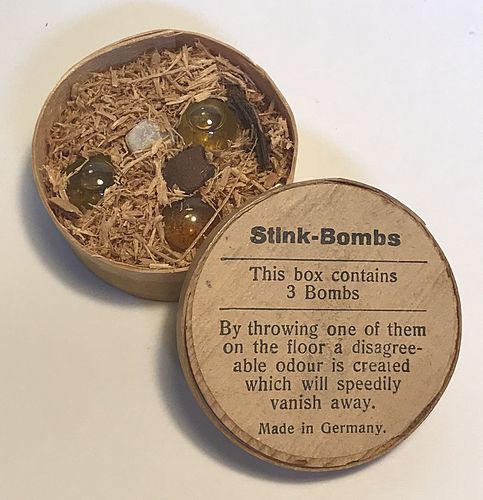 Stink-Bombs
This box contains
3 Bombs
By throwing one of them
on the floor a disagree-
able odour is created
which will speedily
vanish away.
Made in Germany.